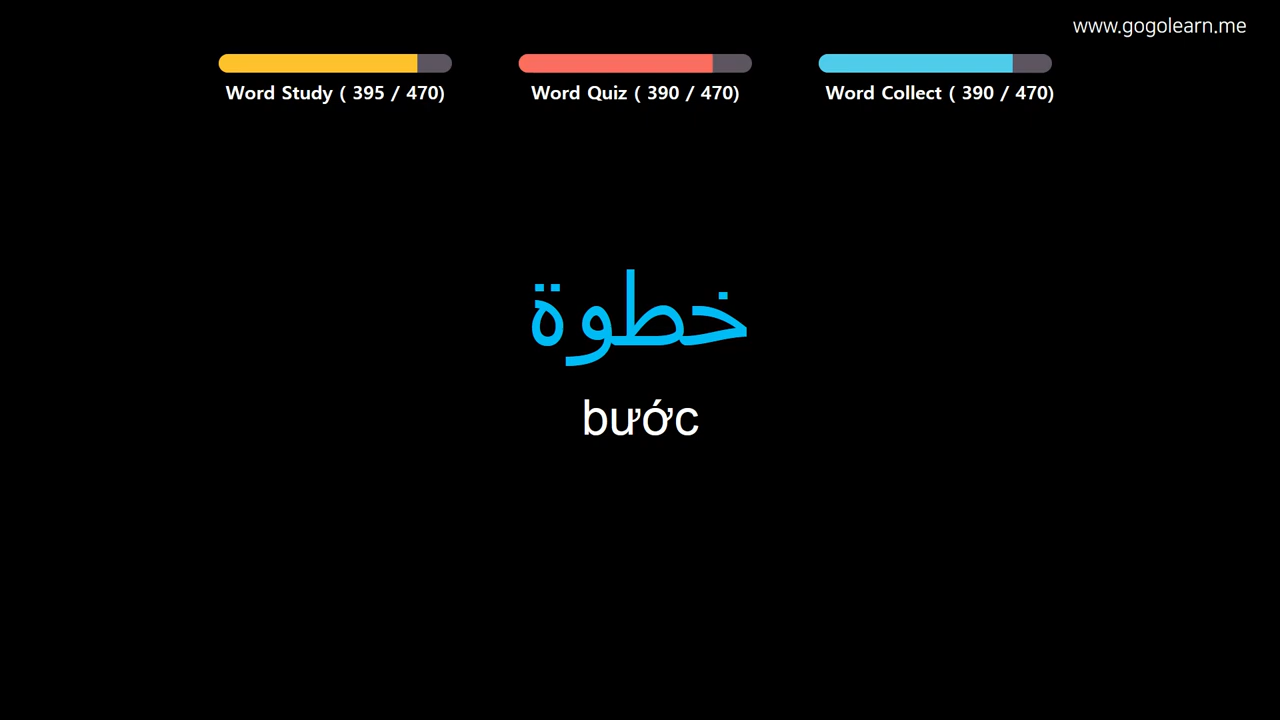 www.gogolearn.me
Word Study ( 395 / 470)
Word Quiz ( 390 / 470)
Word Collect ( 390 / 470)
خطوة
bước